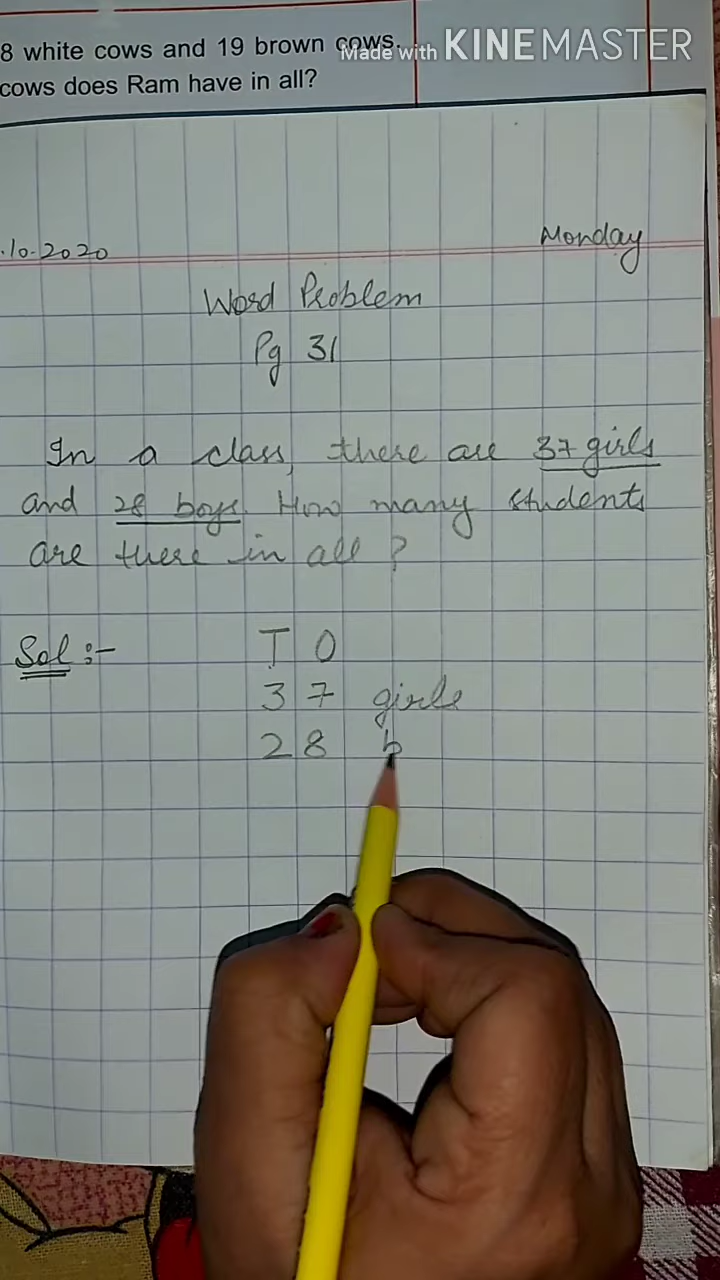 8 white cows and 19 brown cows.
cows does Ram have in all?
Made with KINEMASTER
.10.2020
Monday
Word Problem
Pg 31
In a class, there are 37 girls
and 28 boys. How many students
are there in all?
Sol:-
T O
3 7 girls
2 8 b